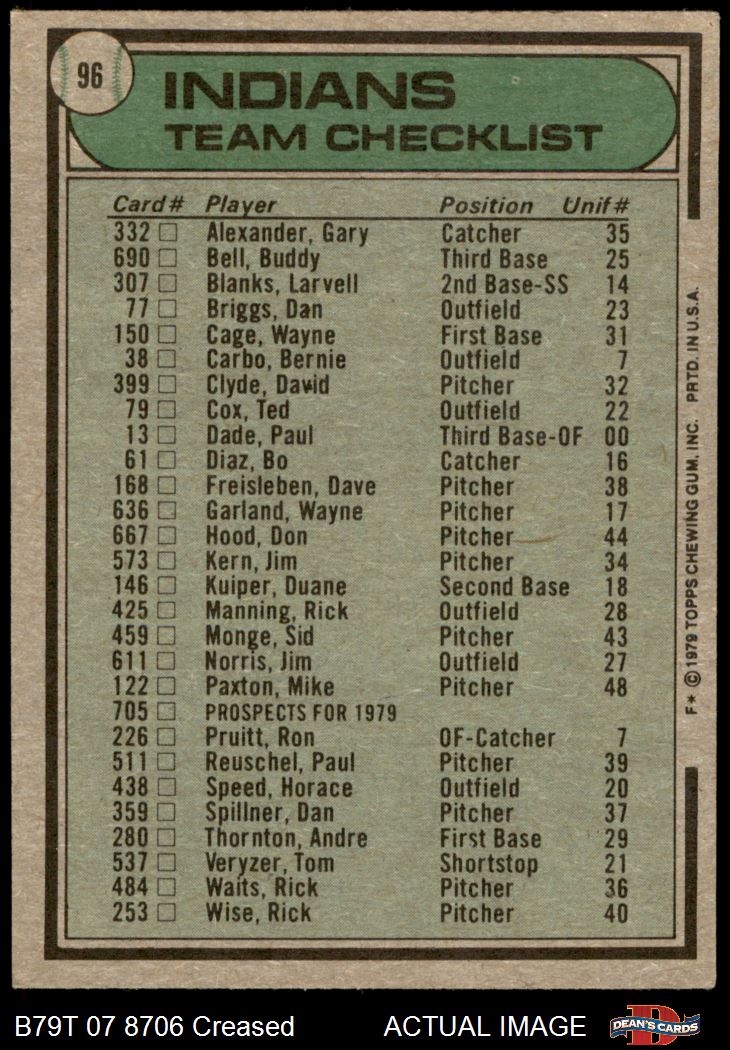 96
INDIANS
TEAM CHECKLIST
Card # Player Position Unif #
332 Alexander, Gary Catcher 35
690 Bell, Buddy Third Base 25
307 Blanks, Larvell 2nd Base-SS 14
77 Briggs, Dan Outfield 23
150 Cage, Wayne First Base 31
38 Carbo, Bernie Outfield 7
399 Clyde, David Pitcher 32
79 Cox, Ted Outfield 22
13 Dade, Paul Third Base-OF 00
61 Diaz, Bo Catcher 16
168 Freisleben, Dave Pitcher 38
636 Garland, Wayne Pitcher 17
667 Hood, Don Pitcher 44
573 Kern, Jim Pitcher 34
146 Kuiper, Duane Second Base 18
425 Manning, Rick Outfield 28
459 Monge, Sid Pitcher 43
611 Norris, Jim Outfield 27
122 Paxton, Mike Pitcher 48
705 PROSPECTS FOR 1979
226 Pruitt, Ron OF-Catcher 7
511 Reuschel, Paul Pitcher 39
438 Speed, Horace Outfield 20
359 Spillner, Dan Pitcher 37
280 Thornton, Andre First Base 29
537 Veryzer, Tom Shortstop 21
484 Waits, Rick Pitcher 36
253 Wise, Rick Pitcher 40
F* © 1979 TOPPS CHEWING GUM, INC. PRTD. IN U.S.A.
B79T 07 8706 Creased ACTUAL IMAGE
DEAN'S CARDS